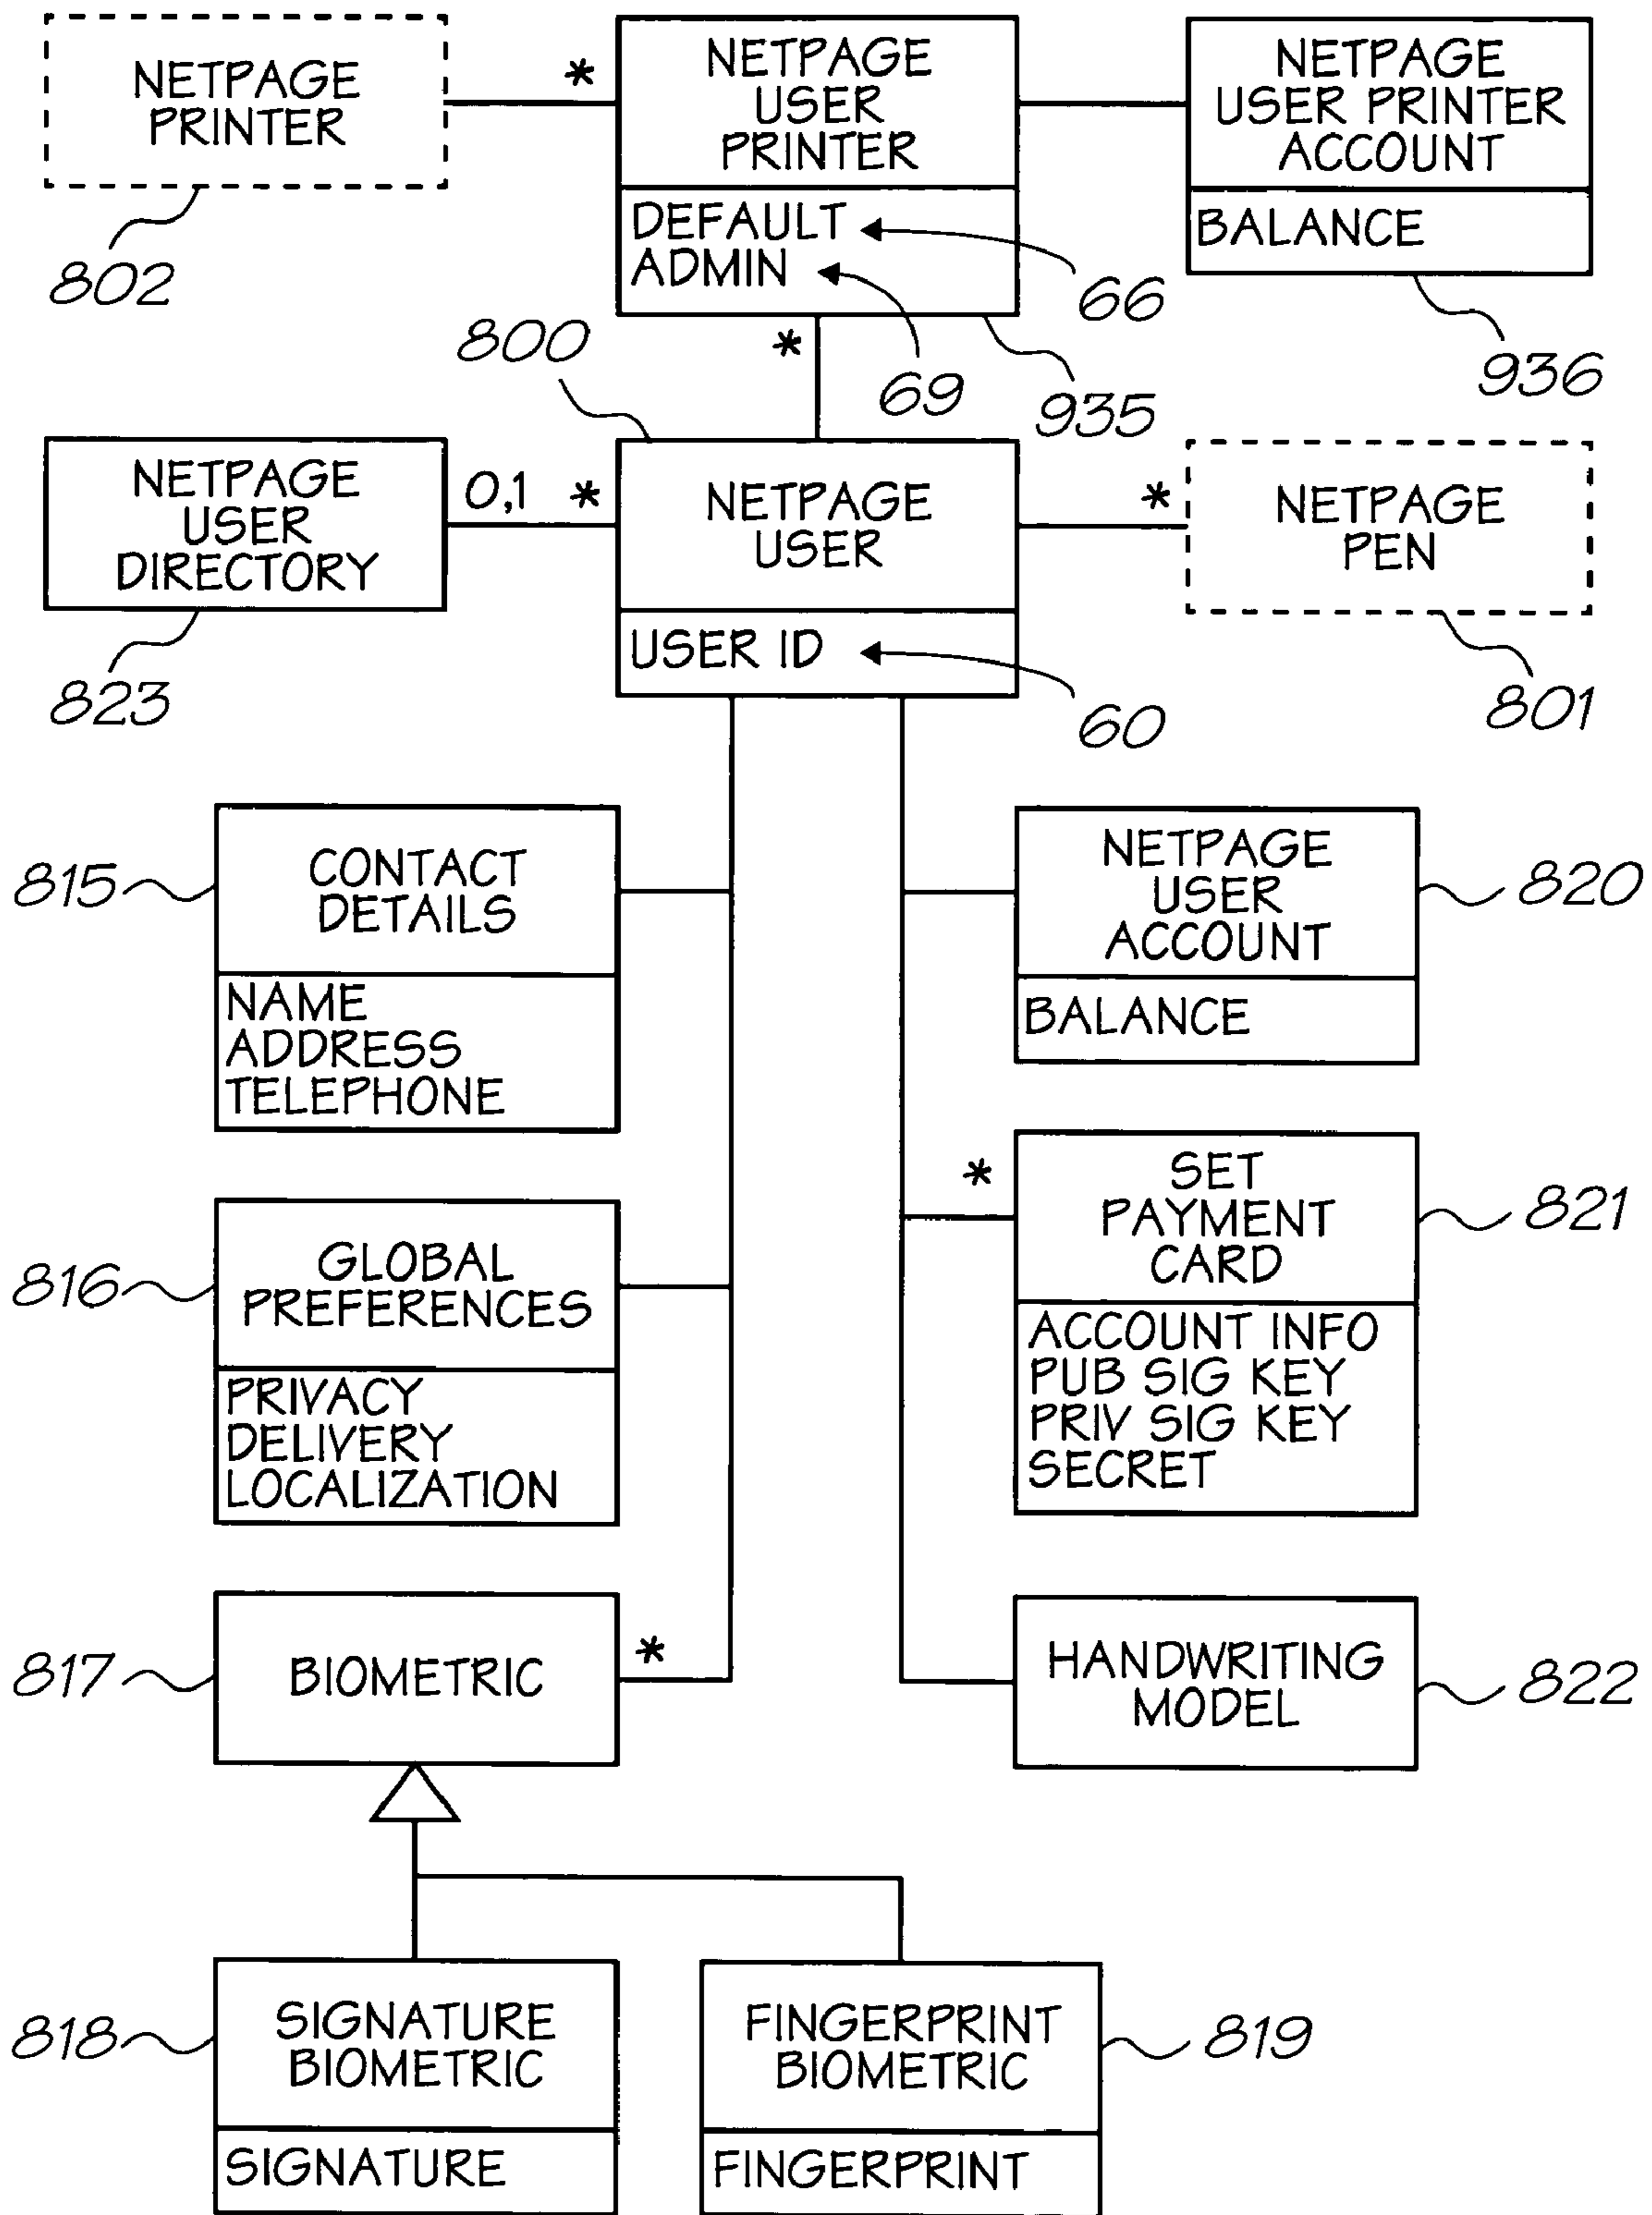 NETPAGE
PRINTER
802
*
NETPAGE
USER
PRINTER
DEFAULT
ADMIN
66
69
935
*
NETPAGE
USER PRINTER
ACCOUNT
BALANCE
936
800
NETPAGE
USER
DIRECTORY
823
0,1 *
NETPAGE
USER
USER ID
60
*
NETPAGE
PEN
801
815
CONTACT
DETAILS
NAME
ADDRESS
TELEPHONE
NETPAGE
USER
ACCOUNT
BALANCE
820
816
GLOBAL
PREFERENCES
PRIVACY
DELIVERY
LOCALIZATION
*
SET
PAYMENT
CARD
ACCOUNT INFO
PUB SIG KEY
PRIV SIG KEY
SECRET
821
817
BIOMETRIC
*
HANDWRITING
MODEL
822
818
SIGNATURE
BIOMETRIC
SIGNATURE
FINGERPRINT
BIOMETRIC
FINGERPRINT
819